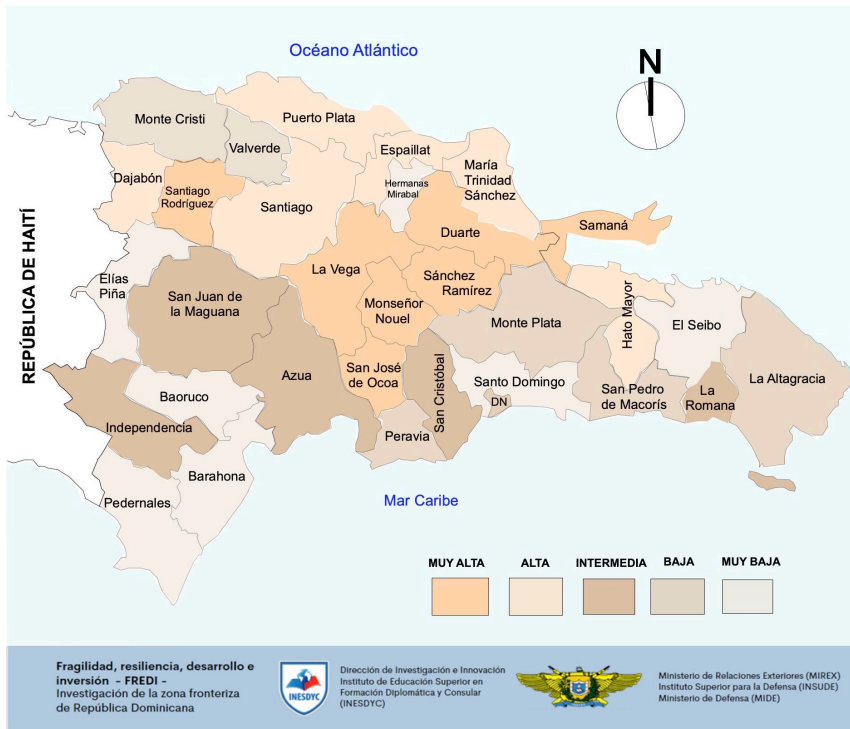 Océano Atlántico
N
Monte Cristi
Puerto Plata
Valverde
Espaillat
María
Trinidad
Sánchez
Dajabón
Santiago
Rodríguez
Hermanas
Mirabal
Santiago
Samaná
Duarte
REPÚBLICA DE HAITÍ
La Vega
Sánchez
Ramírez
Elías
Piña
San Juan de
la Maguana
Monseñor
Nouel
Monte Plata
Hato Mayor
El Seibo
Azua
San José
de Ocoa
San Cristóbal
Santo Domingo
DN
San Pedro
de Macorís
La
Romana
La Altagracia
Baoruco
Independencia
Peravia
Barahona
Pedernales
Mar Caribe
MUY ALTA
ALTA
INTERMEDIA
BAJA
MUY BAJA
Fragilidad, resiliencia, desarrollo e
inversión - FREDI -
Investigación de la zona fronteriza
de República Dominicana
INESDYC
Dirección de Investigación e Innovación
Instituto de Educación Superior en
Formación Diplomática y Consular
(INESDYC)
Ministerio de Relaciones Exteriores (MIREX)
Instituto Superior para la Defensa (INSUDE)
Ministerio de Defensa (MIDE)